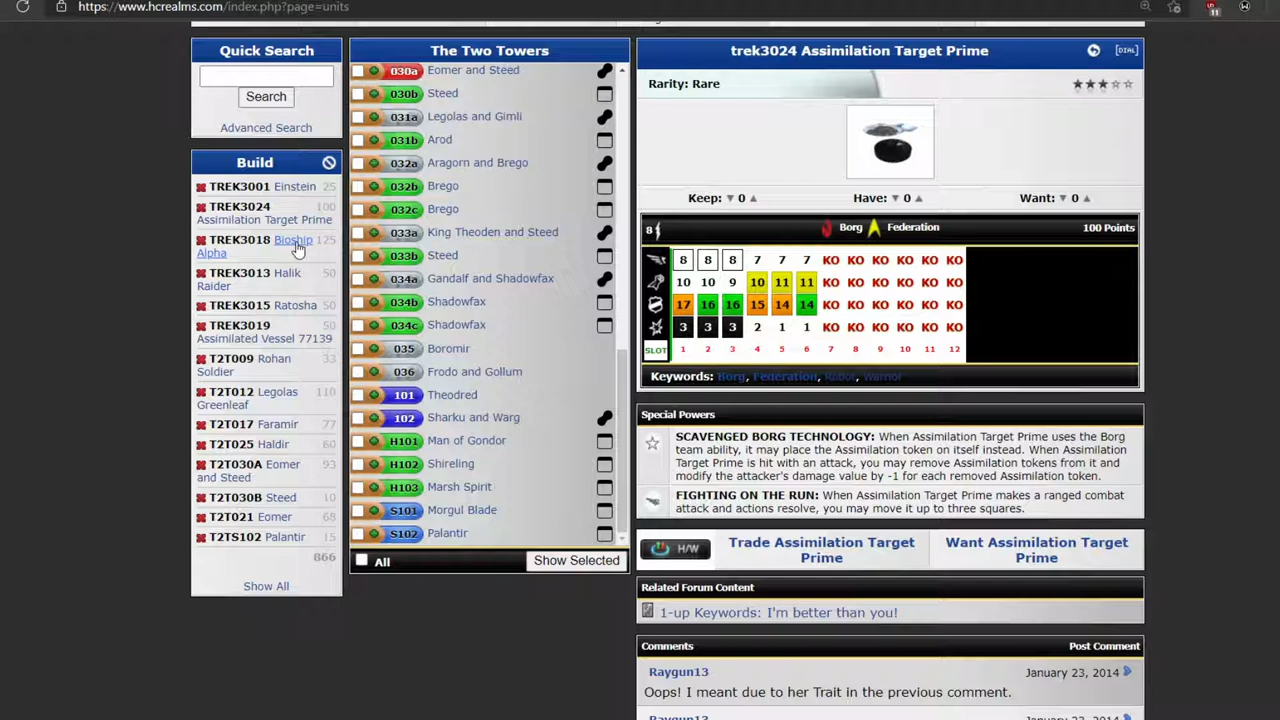 https://www.hcrealms.com/index.php?page=units
11
Quick Search
Search
Advanced Search
Build
TREK3001 Einstein 25
TREK3024 100
Assimilation Target Prime
TREK3018 Bioship 125
Alpha
TREK3013 Halik 50
Raider
TREK3015 Ratosha 50
TREK3019 50
Assimilated Vessel 77139
T2T009 Rohan 33
Soldier
T2T012 Legolas 110
Greenleaf
T2T017 Faramir 77
T2T025 Haldir 60
T2T030A Eomer 93
and Steed
T2T030B Steed 10
T2T021 Eomer 68
T2TS102 Palantir 15
866
Show All
The Two Towers
030a Eomer and Steed
030b Steed
031a Legolas and Gimli
031b Arod
032a Aragorn and Brego
032b Brego
032c Brego
033a King Theoden and Steed
033b Steed
034a Gandalf and Shadowfax
034b Shadowfax
034c Shadowfax
035 Boromir
036 Frodo and Gollum
101 Theodred
102 Sharku and Warg
H101 Man of Gondor
H102 Shireling
H103 Marsh Spirit
S101 Morgul Blade
S102 Palantir
All Show Selected
trek3024 Assimilation Target Prime [DIAL]
Rarity: Rare
Keep: 0 Have: 0 Want: 0
8 Borg Federation 100 Points
8 8 8 7 7 7 KO KO KO KO KO KO
10 10 9 10 11 11 KO KO KO KO KO KO
17 16 16 15 14 14 KO KO KO KO KO KO
3 3 3 2 1 1 KO KO KO KO KO KO
SLOT 1 2 3 4 5 6 7 8 9 10 11 12
Keywords: Borg, Federation, Robot, Warrior
Special Powers
SCAVENGED BORG TECHNOLOGY: When Assimilation Target Prime uses the Borg
team ability, it may place the Assimilation token on itself instead. When Assimilation
Target Prime is hit with an attack, you may remove Assimilation tokens from it and
modify the attacker's damage value by -1 for each removed Assimilation token.
FIGHTING ON THE RUN: When Assimilation Target Prime makes a ranged combat
attack and actions resolve, you may move it up to three squares.
H/W
Trade Assimilation Target
Prime
Want Assimilation Target
Prime
Related Forum Content
1-up Keywords: I'm better than you!
Comments Post Comment
Raygun13 January 23, 2014
Oops! I meant due to her Trait in the previous comment.
Raygun13 January 23, 2014